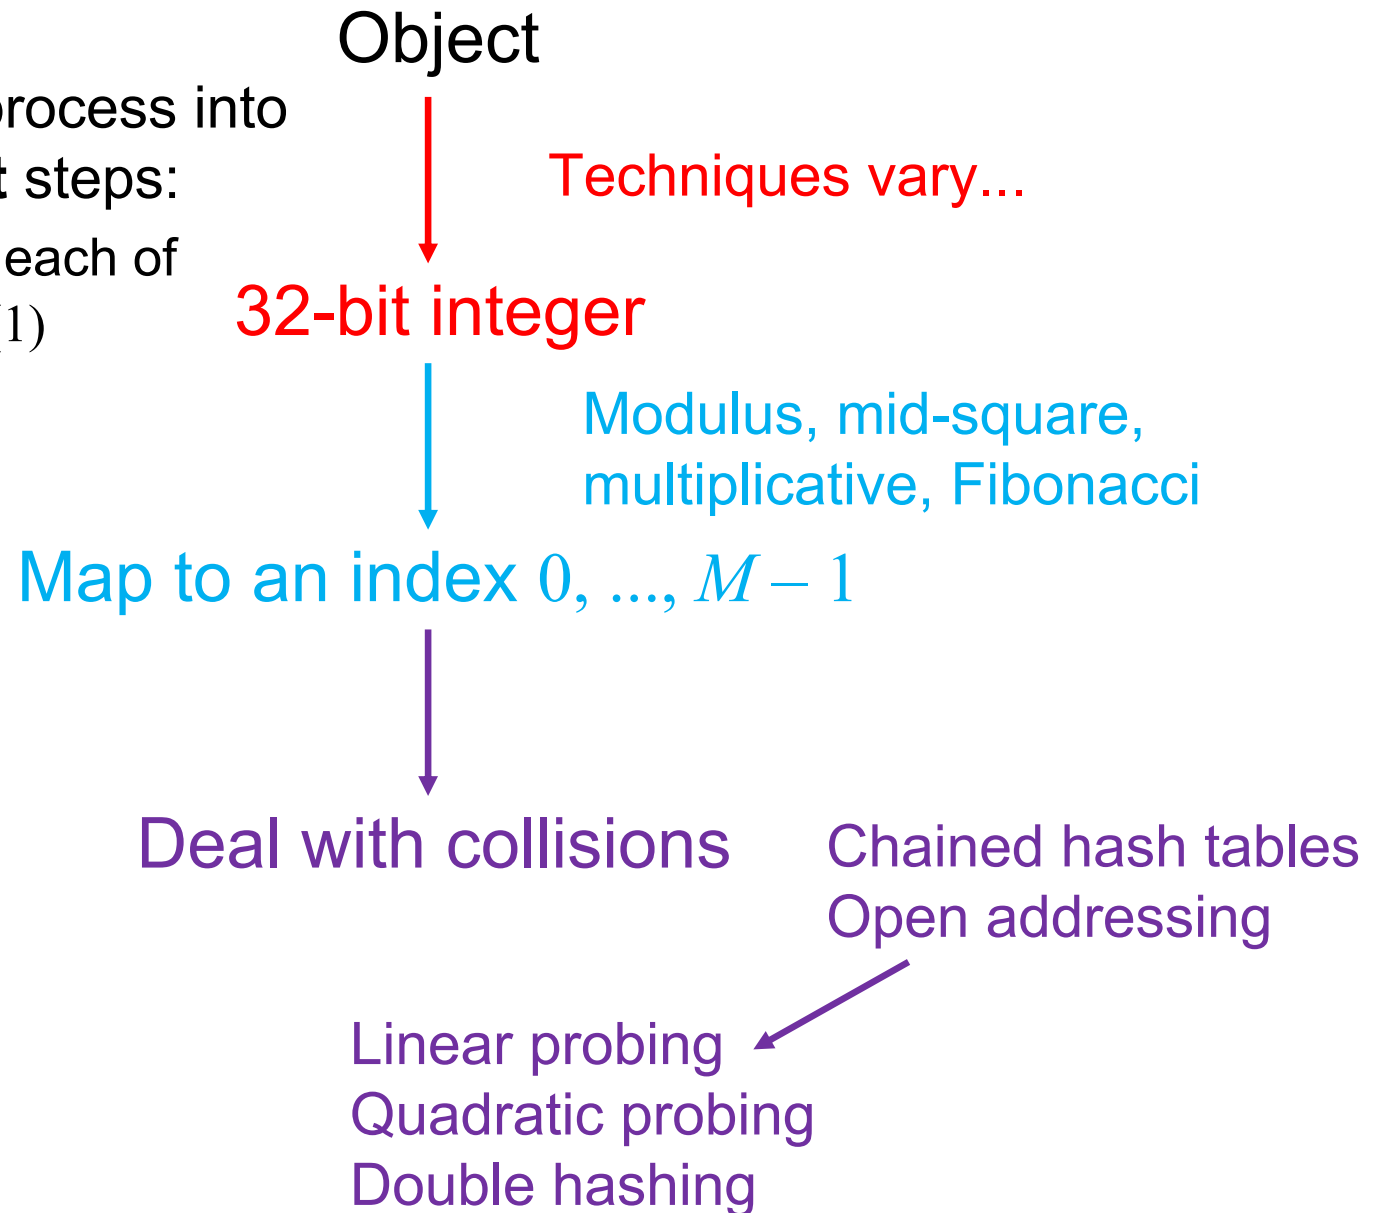 Object
process into
t steps:
each of
(1)
Techniques vary...
32-bit integer
Modulus, mid-square,
multiplicative, Fibonacci
Map to an index 0, ..., M – 1
Deal with collisions
Chained hash tables
Open addressing
Linear probing
Quadratic probing
Double hashing